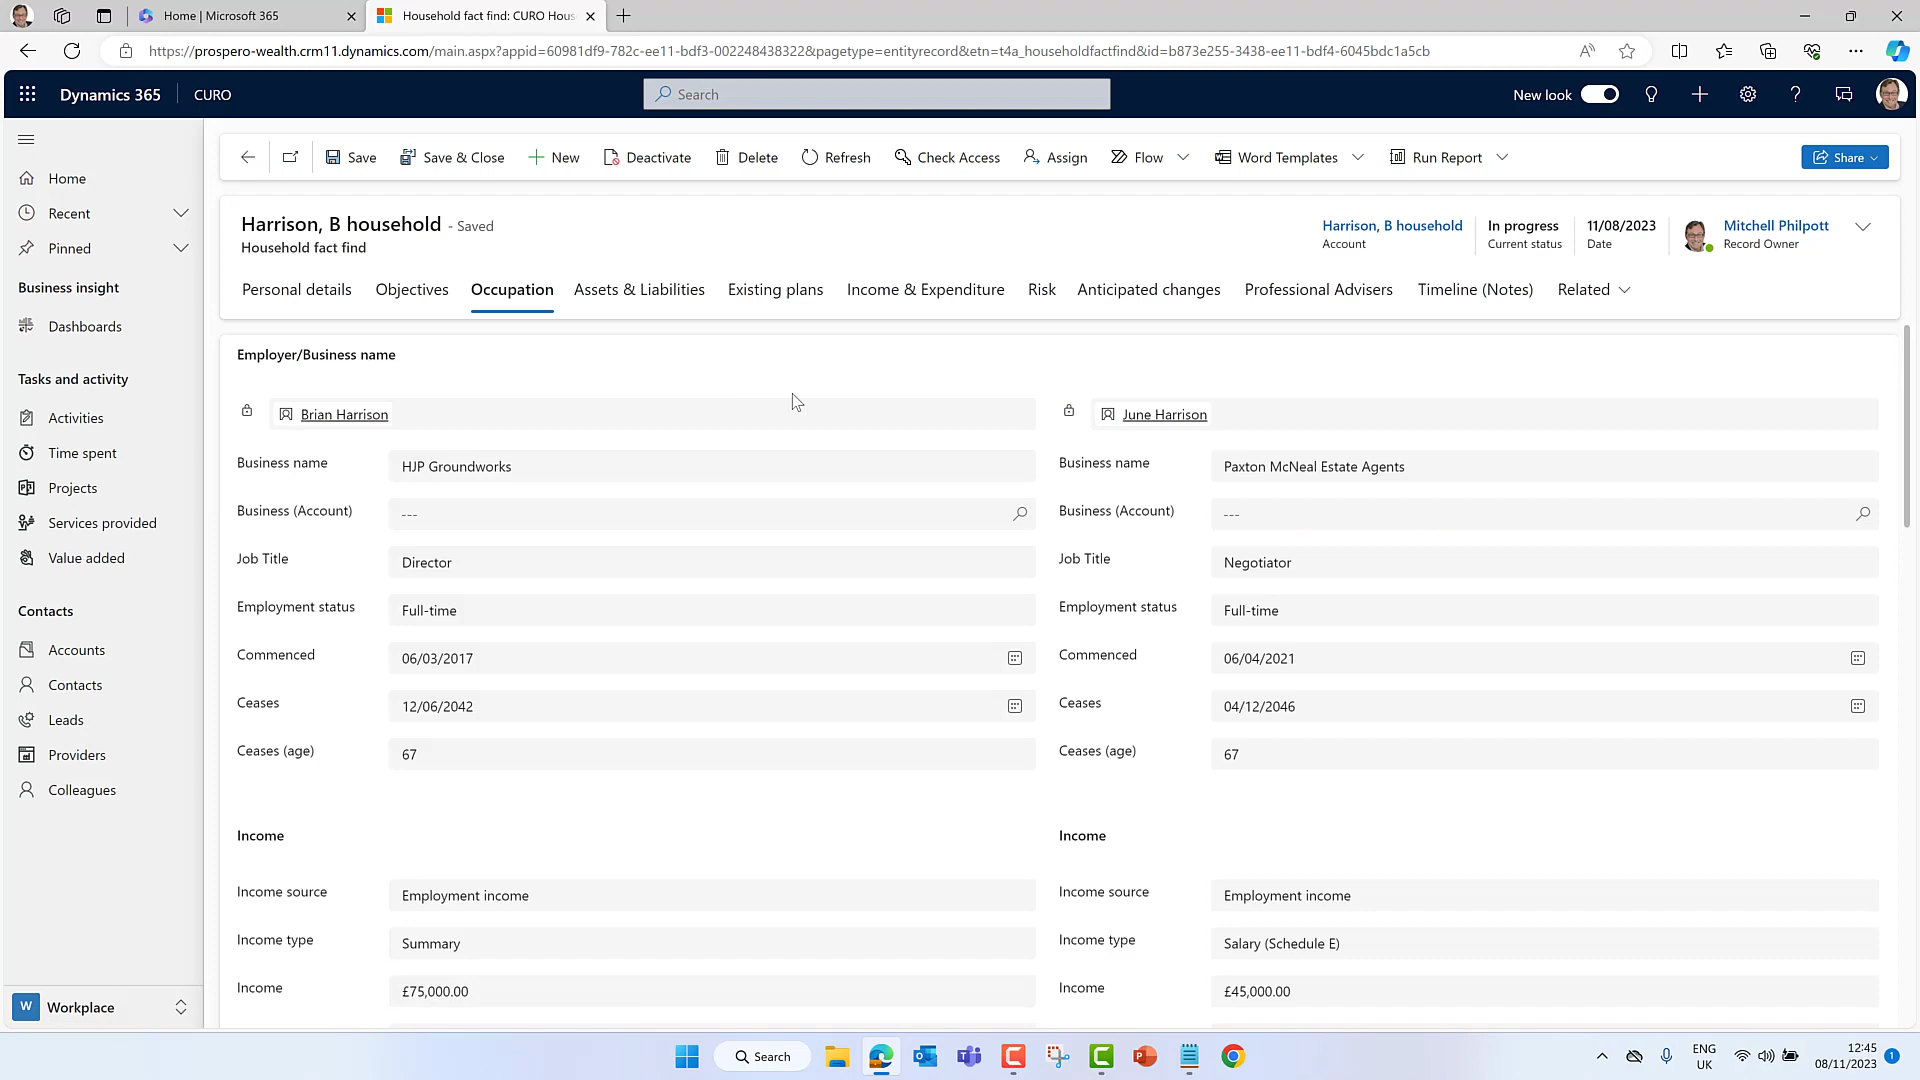 Home | Microsoft 365
Household fact find: CURO Hous
https://prospero-wealth.crm11.dynamics.com/main.aspx?appid=60981df9-782c-ee11-bdf3-002248438322&pagetype=entityrecord&etn=t4a_householdfactfind&id=b873e255-3438-ee11-bdf4-6045bdc1a5cb
Dynamics 365
CURO
Search
New look
Save
Save & Close
New
Deactivate
Delete
Refresh
Check Access
Assign
Flow
Word Templates
Run Report
Share
Home
Recent
Pinned
Business insight
Dashboards
Tasks and activity
Activities
Time spent
Projects
Services provided
Value added
Contacts
Accounts
Contacts
Leads
Providers
Colleagues
W Workplace
Harrison, B household - Saved
Household fact find
Harrison, B household
Account
In progress
Current status
11/08/2023
Date
Mitchell Philpott
Record Owner
Personal details Objectives Occupation Assets & Liabilities Existing plans Income & Expenditure Risk Anticipated changes Professional Advisers Timeline (Notes) Related
Employer/Business name
Brian Harrison
Business name HJP Groundworks
Business (Account) ---
Job Title Director
Employment status Full-time
Commenced 06/03/2017
Ceases 12/06/2042
Ceases (age) 67
Income
Income source Employment income
Income type Summary
Income £75,000.00
June Harrison
Business name Paxton McNeal Estate Agents
Business (Account) ---
Job Title Negotiator
Employment status Full-time
Commenced 06/04/2021
Ceases 04/12/2046
Ceases (age) 67
Income
Income source Employment income
Income type Salary (Schedule E)
Income £45,000.00
Search
ENG
UK
12:45
08/11/2023
1